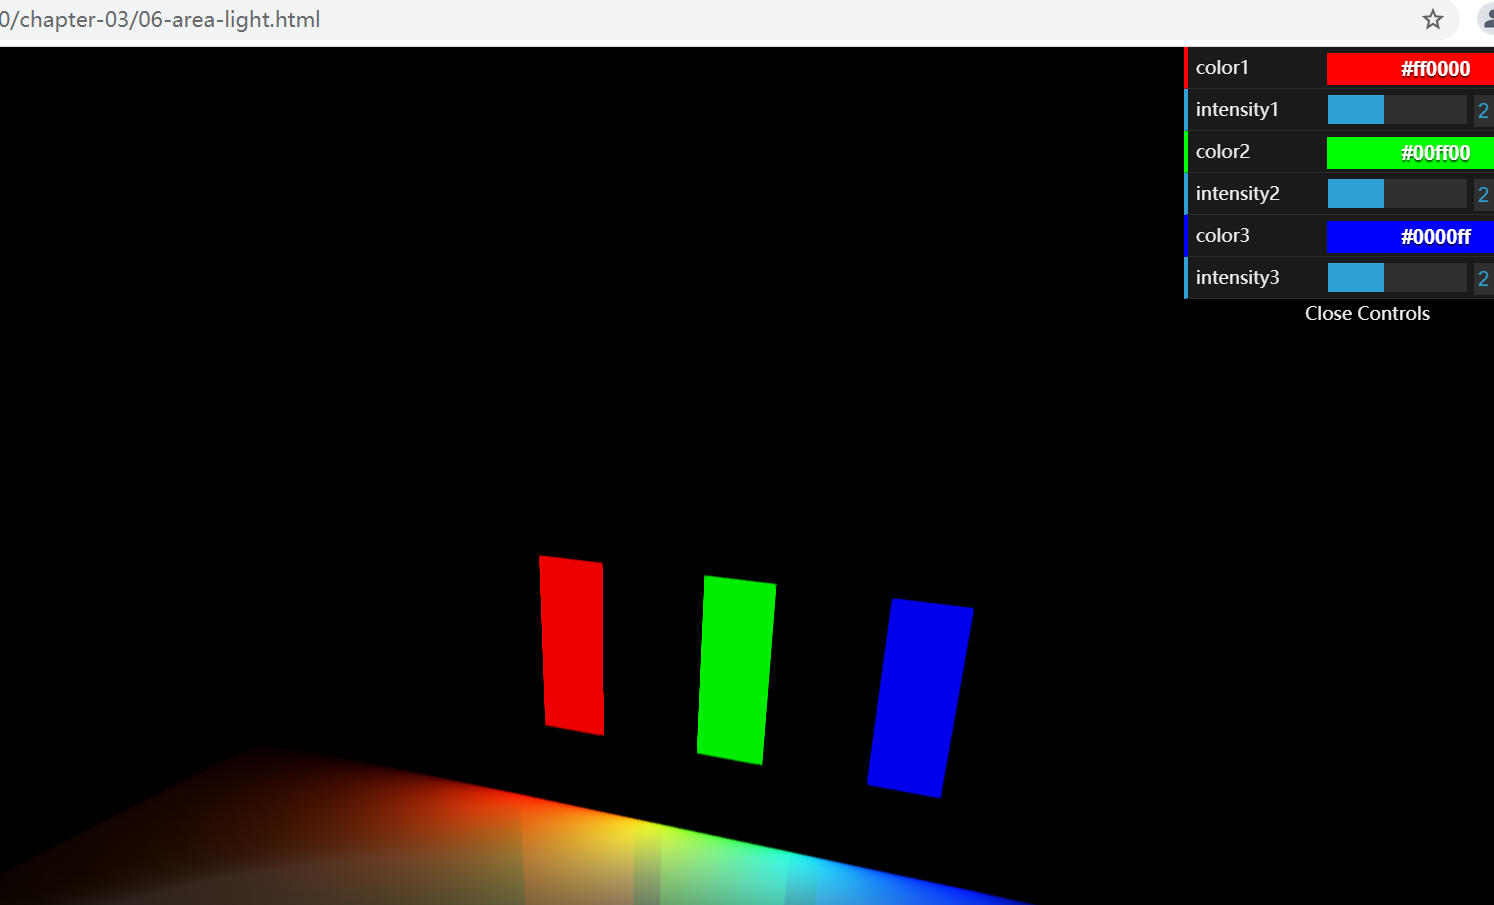 0/chapter-03/06-area-light.html
color1 #ff0000
intensity1 2
color2 #00ff00
intensity2 2
color3 #0000ff
intensity3 2
Close Controls